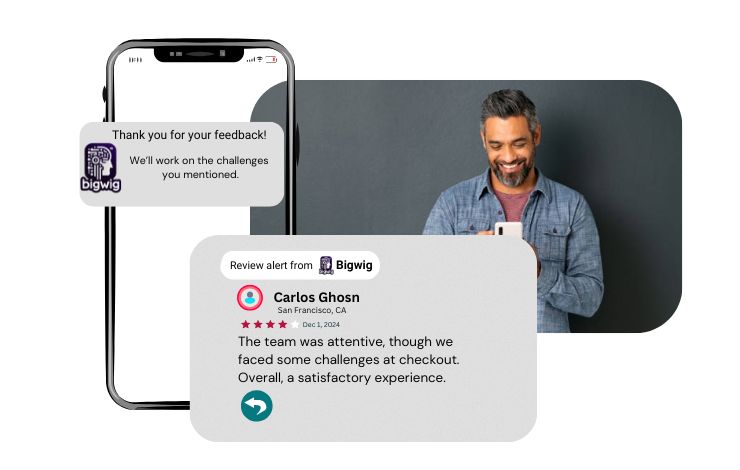 Thank you for your feedback!
We'll work on the challenges
you mentioned.
bigwig
Review alert from Bigwig
Carlos Ghosn
San Francisco, CA
Dec 1, 2024
The team was attentive, though we
faced some challenges at checkout.
Overall, a satisfactory experience.